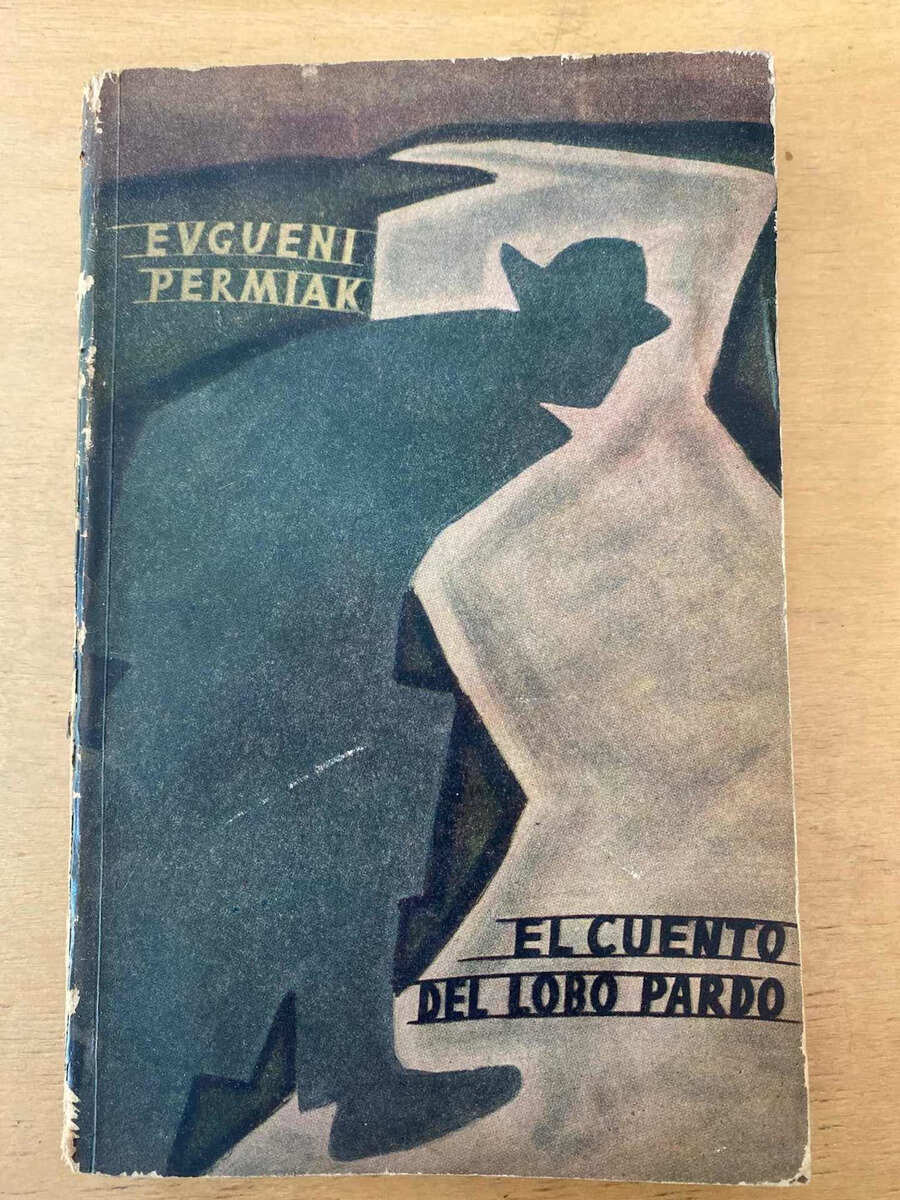 EVGUENI
PERMIAK
EL CUENTO
DEL LOBO PARDO